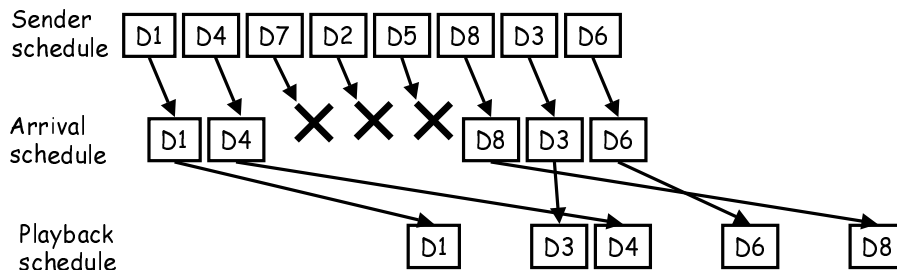 Sender
schedule
D1 D4 D7 D2 D5 D8 D3 D6
Arrival
schedule
D1 D4 D8 D3 D6
Playback
schedule
D1 D3 D4 D6 D8